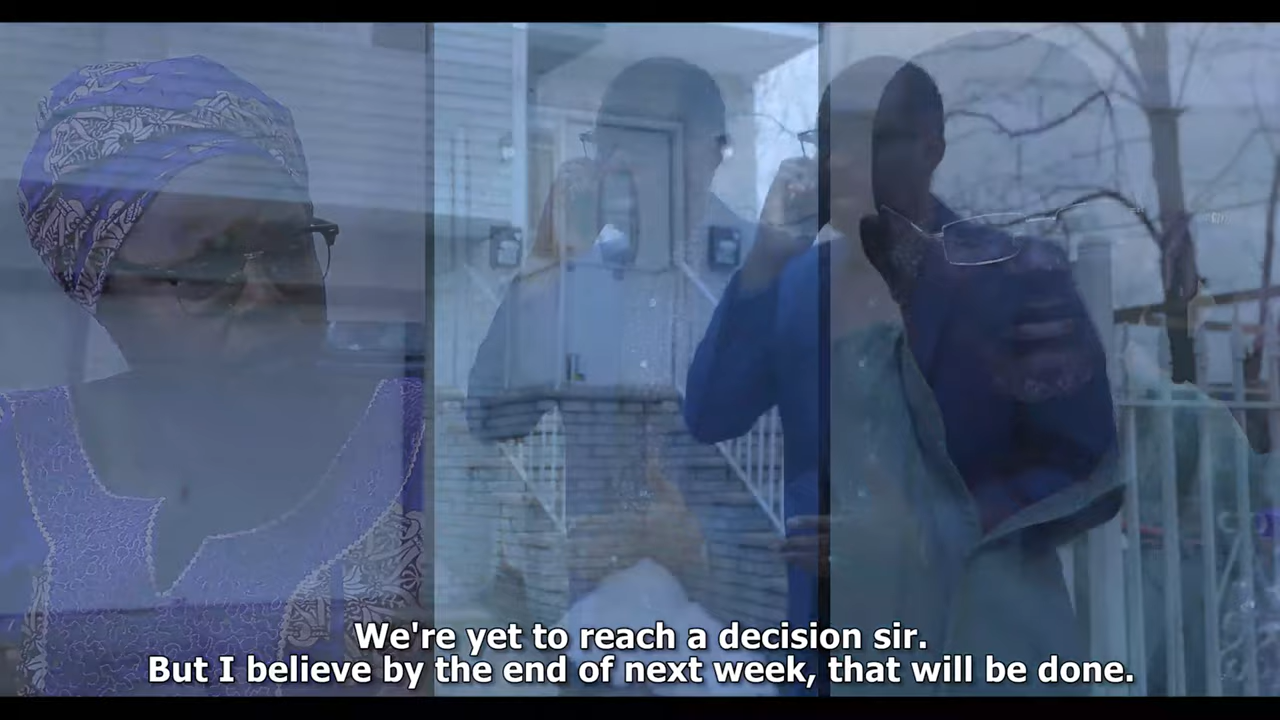 We're yet to reach a decision sir.
But I believe by the end of next week, that will be done.